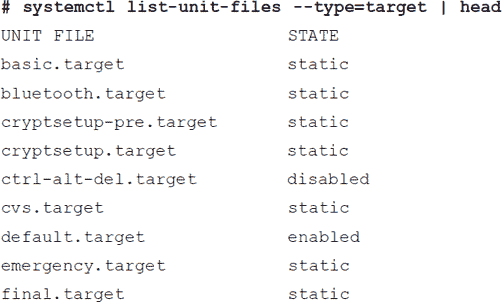 # systemctl list-unit-files --type=target | head
UNIT FILE STATE
basic.target static
bluetooth.target static
cryptsetup-pre.target static
cryptsetup.target static
ctrl-alt-del.target disabled
cvs.target static
default.target enabled
emergency.target static
final.target static